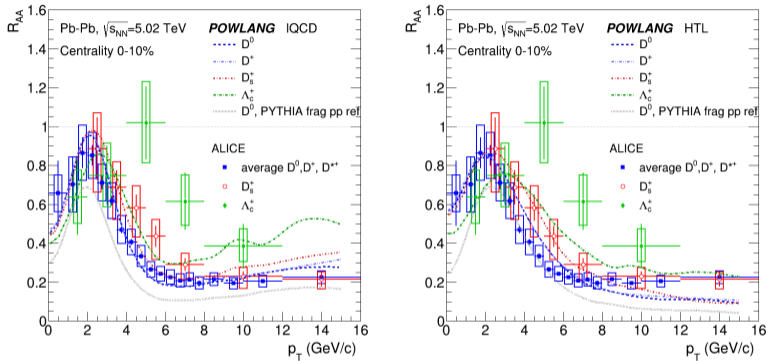 R_AA
1.6
1.4
1.2
1
0.8
0.6
0.4
0.2
0
Pb-Pb, √s_NN=5.02 TeV
Centrality 0-10%
POWLANG lQCD
D⁰
D⁺
D_s⁺
Λ_c⁺
D⁰, PYTHIA frag pp ref
ALICE
average D⁰,D⁺, D*⁺
D_s⁺
Λ_c⁺
0 2 4 6 8 10 12 14 16
p_T (GeV/c)
R_AA
1.6
1.4
1.2
1
0.8
0.6
0.4
0.2
0
Pb-Pb, √s_NN=5.02 TeV
Centrality 0-10%
POWLANG HTL
D⁰
D⁺
D_s⁺
Λ_c⁺
D⁰, PYTHIA frag pp ref
ALICE
average D⁰,D⁺, D*⁺
D_s⁺
Λ_c⁺
0 2 4 6 8 10 12 14 16
p_T (GeV/c)